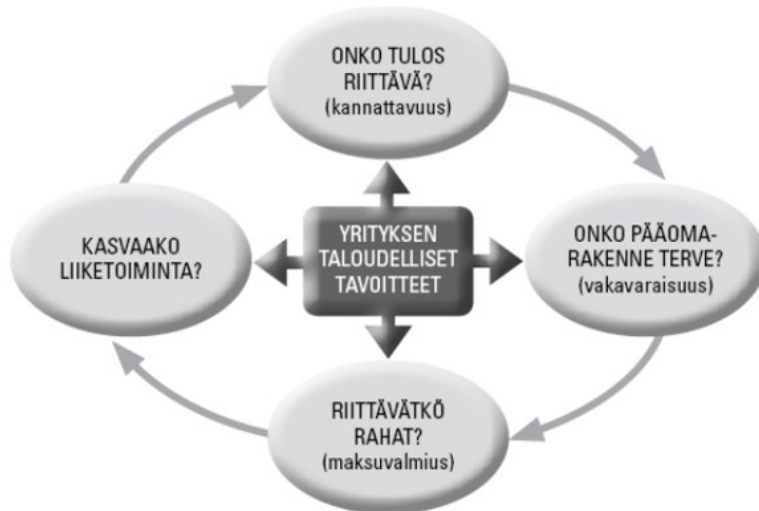 ONKO TULOS
RIITTÄVÄ?
(kannattavuus)
KASVAAKO
LIIKETOIMINTA?
YRITYKSEN
TALOUDELLISET
TAVOITTEET
ONKO PÄÄOMA-
RAKENNE TERVE?
(vakavaraisuus)
RIITTÄVÄTKÖ
RAHAT?
(maksuvalmius)